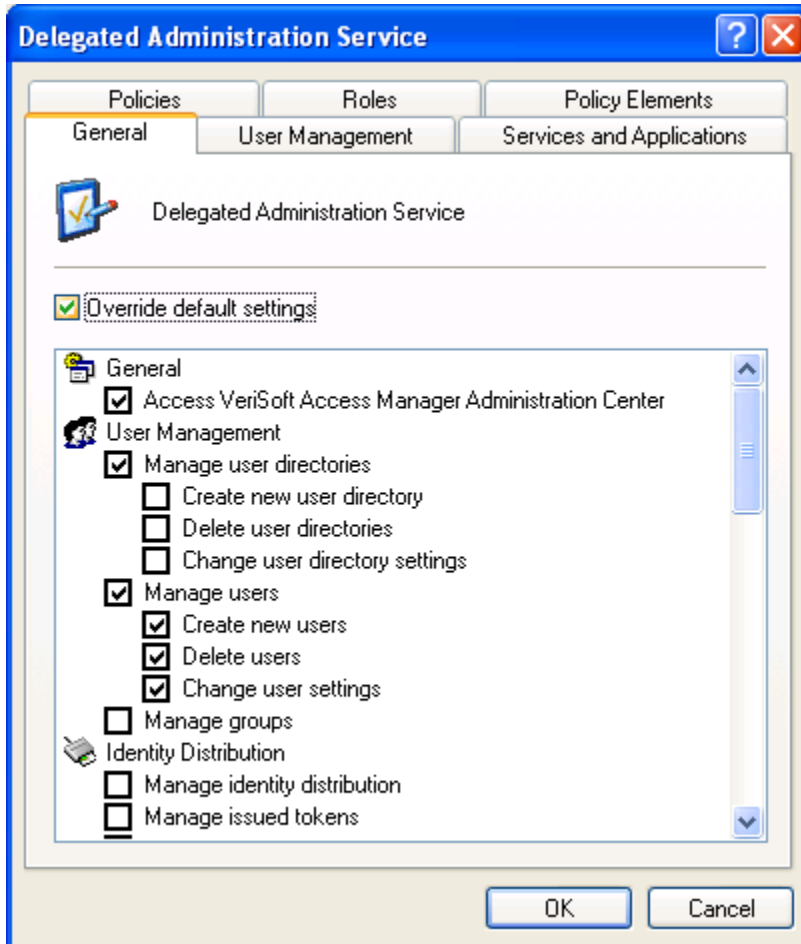 Delegated Administration Service
Policies Roles Policy Elements
General User Management Services and Applications
Delegated Administration Service
Override default settings
General
Access VeriSoft Access Manager Administration Center
User Management
Manage user directories
Create new user directory
Delete user directories
Change user directory settings
Manage users
Create new users
Delete users
Change user settings
Manage groups
Identity Distribution
Manage identity distribution
Manage issued tokens
OK Cancel